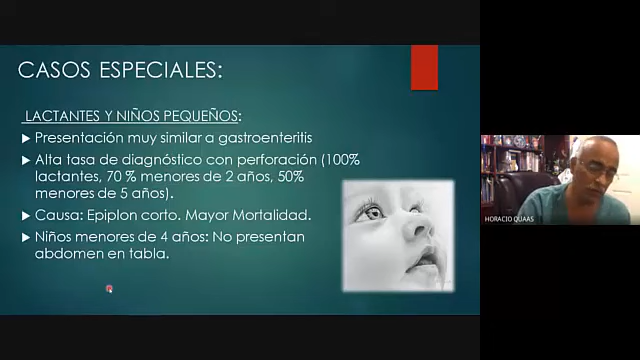 CASOS ESPECIALES:
LACTANTES Y NIÑOS PEQUEÑOS:
Presentación muy similar a gastroenteritis
Alta tasa de diagnóstico con perforación (100%
lactantes, 70 % menores de 2 años, 50%
menores de 5 años).
Causa: Epiplon corto. Mayor Mortalidad.
Niños menores de 4 años: No presentan
abdomen en tabla.
HORACIO QUAAS